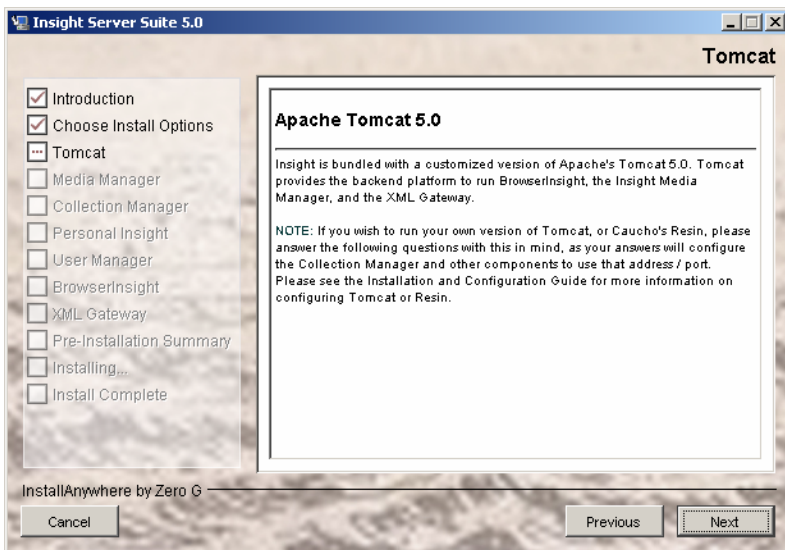 Insight Server Suite 5.0
Tomcat
Introduction
Choose Install Options
Tomcat
Media Manager
Collection Manager
Personal Insight
User Manager
BrowserInsight
XML Gateway
Pre-Installation Summary
Installing...
Install Complete
Apache Tomcat 5.0
Insight is bundled with a customized version of Apache's Tomcat 5.0. Tomcat
provides the backend platform to run BrowserInsight, the Insight Media
Manager, and the XML Gateway.
NOTE: If you wish to run your own version of Tomcat, or Caucho's Resin, please
answer the following questions with this in mind, as your answers will configure
the Collection Manager and other components to use that address / port.
Please see the Installation and Configuration Guide for more information on
configuring Tomcat or Resin.
InstallAnywhere by Zero G
Cancel
Previous
Next